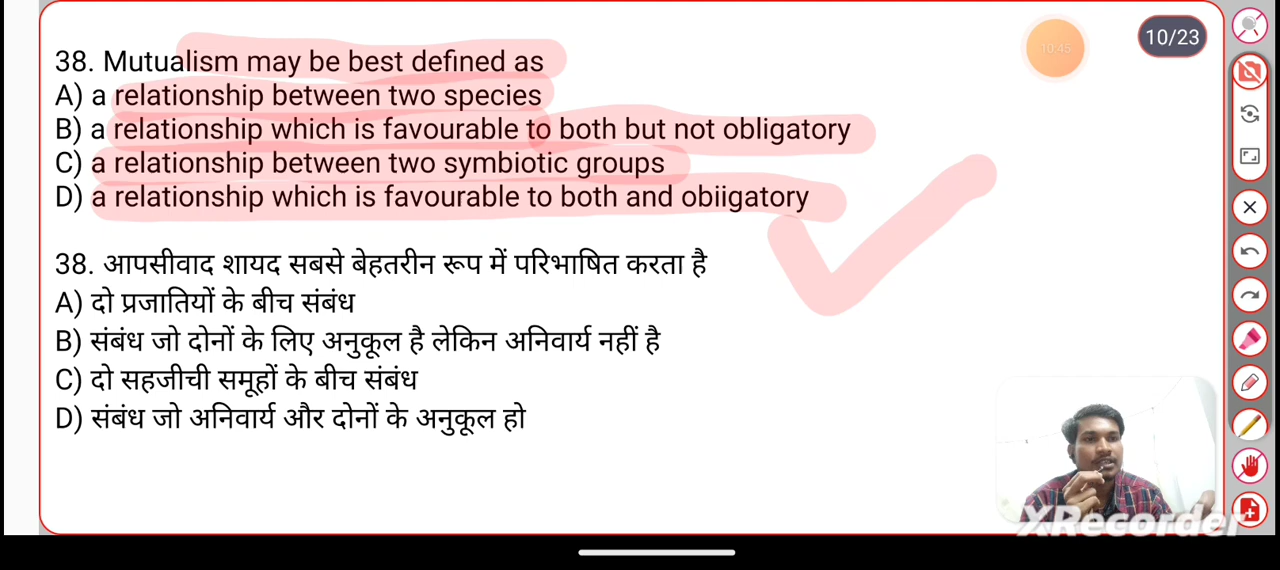 10:45
10/23
38. Mutualism may be best defined as
A) a relationship between two species
B) a relationship which is favourable to both but not obligatory
C) a relationship between two symbiotic groups
D) a relationship which is favourable to both and obiigatory
38. आपसीवाद शायद सबसे बेहतरीन रूप में परिभाषित करता है
A) दो प्रजातियों के बीच संबंध
B) संबंध जो दोनों के लिए अनुकूल है लेकिन अनिवार्य नहीं है
C) दो सहजीची समूहों के बीच संबंध
D) संबंध जो अनिवार्य और दोनों के अनुकूल हो
XRecorder